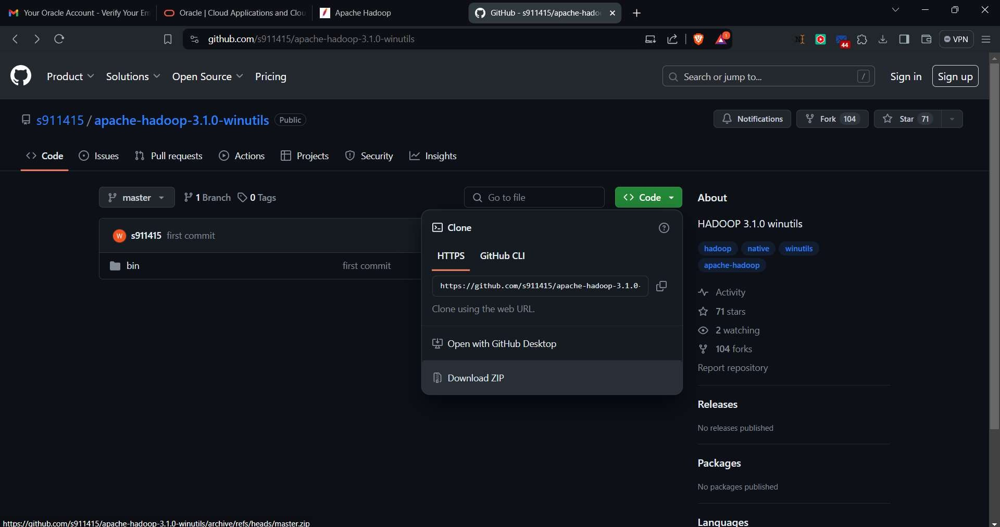 Your Oracle Account - Verify Your Em
Oracle | Cloud Applications and Clou
Apache Hadoop
GitHub - s911415/apache-hado
github.com/s911415/apache-hadoop-3.1.0-winutils
1
44
VPN
Product
Solutions
Open Source
Pricing
Search or jump to...
/
Sign in
Sign up
s911415 / apache-hadoop-3.1.0-winutils
Public
Notifications
Fork 104
Star 71
Code
Issues
Pull requests
Actions
Projects
Security
Insights
master
1 Branch
0 Tags
Go to file
Code
W
s911415 first commit
bin
first commit
Clone
HTTPS
GitHub CLI
https://github.com/s911415/apache-hadoop-3.1.0-
Clone using the web URL.
Open with GitHub Desktop
Download ZIP
About
HADOOP 3.1.0 winutils
hadoop native winutils
apache-hadoop
Activity
71 stars
2 watching
104 forks
Report repository
Releases
No releases published
Packages
No packages published
Languages
https://github.com/s911415/apache-hadoop-3.1.0-winutils/archive/refs/heads/master.zip